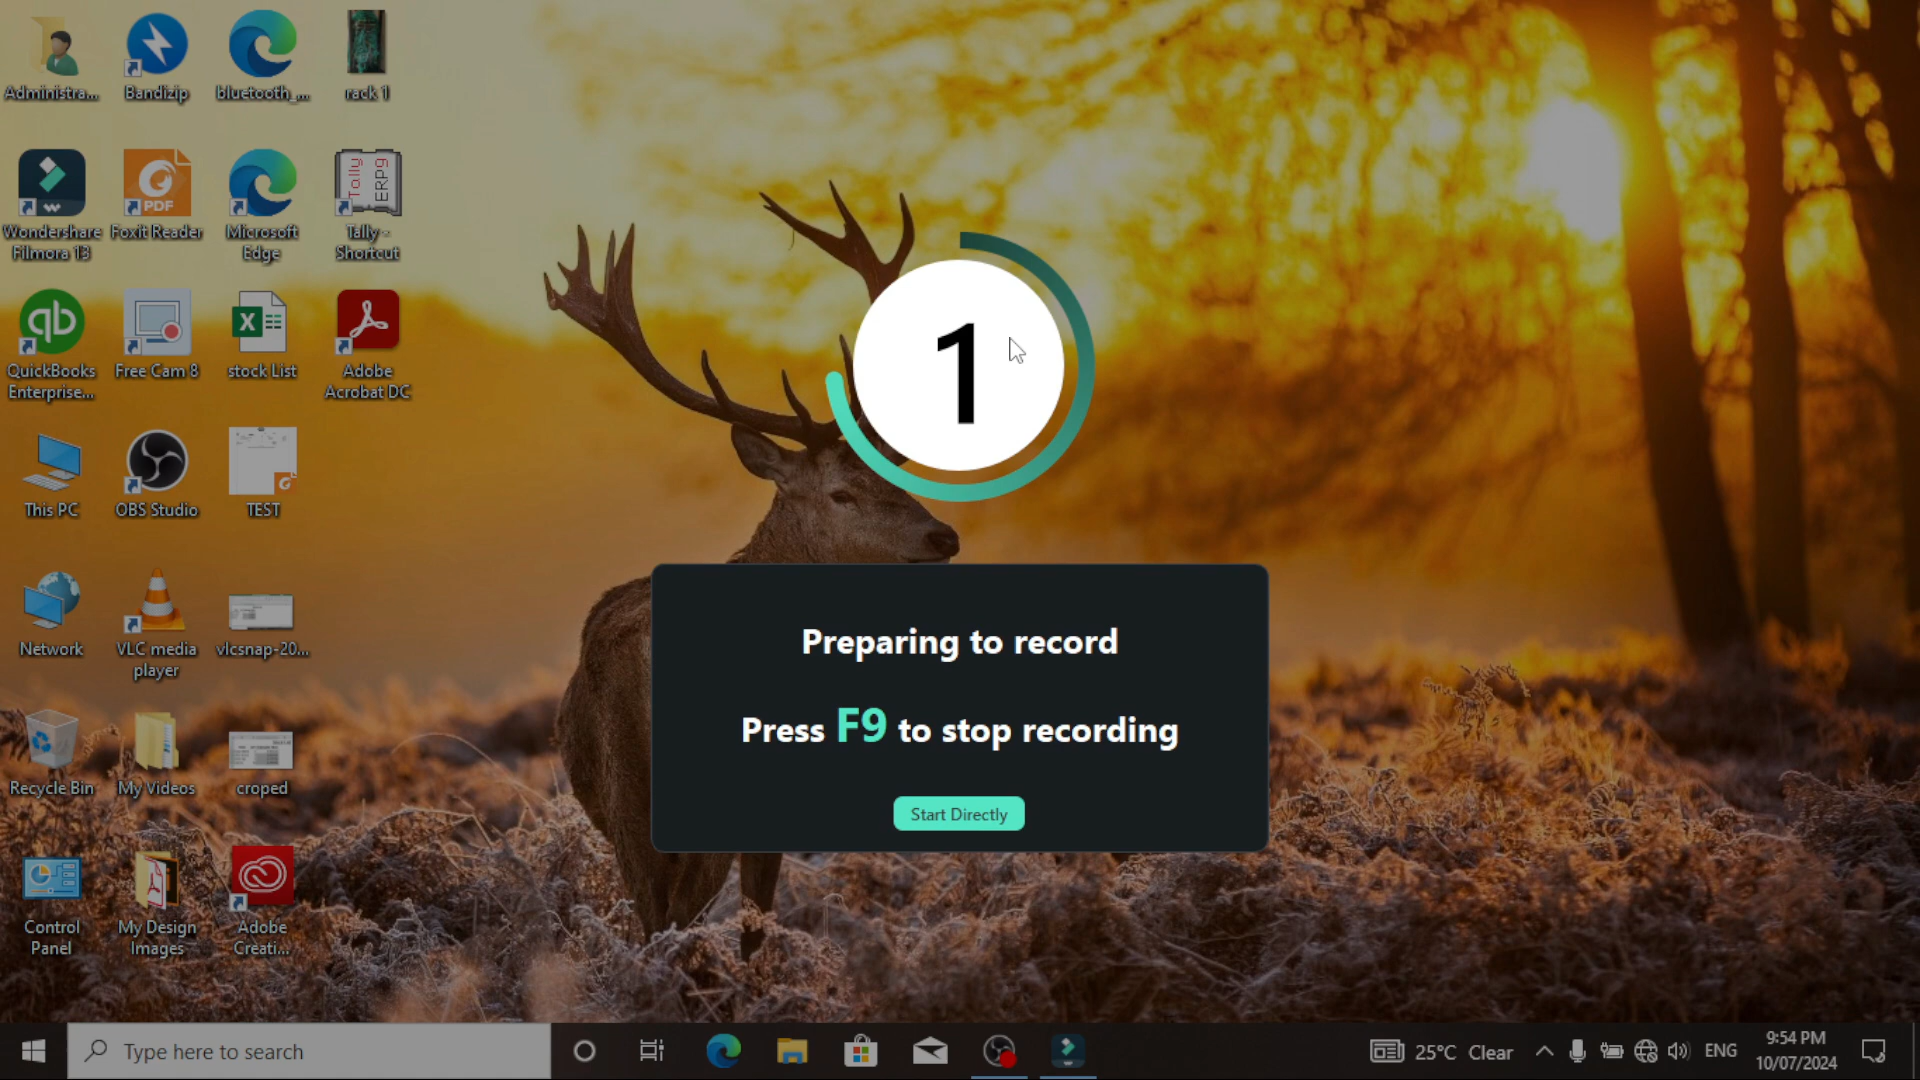 Administra...
Bandizip
bluetooth_...
rack 1
Wondershare
Filmora 13
PDF
Foxit Reader
Microsoft
Edge
Tally
ERP9
Tally -
Shortcut
qb
QuickBooks
Enterprise...
Free Cam 8
X
stock List
Adobe
Acrobat DC
This PC
OBS Studio
TEST
Network
VLC media
player
vlcsnap-20...
Recycle Bin
My Videos
croped
Control
Panel
My Design
Images
Adobe
Creati...
1
Preparing to record
Press F9 to stop recording
Start Directly
Type here to search
25°C Clear
ENG
9:54 PM
10/07/2024